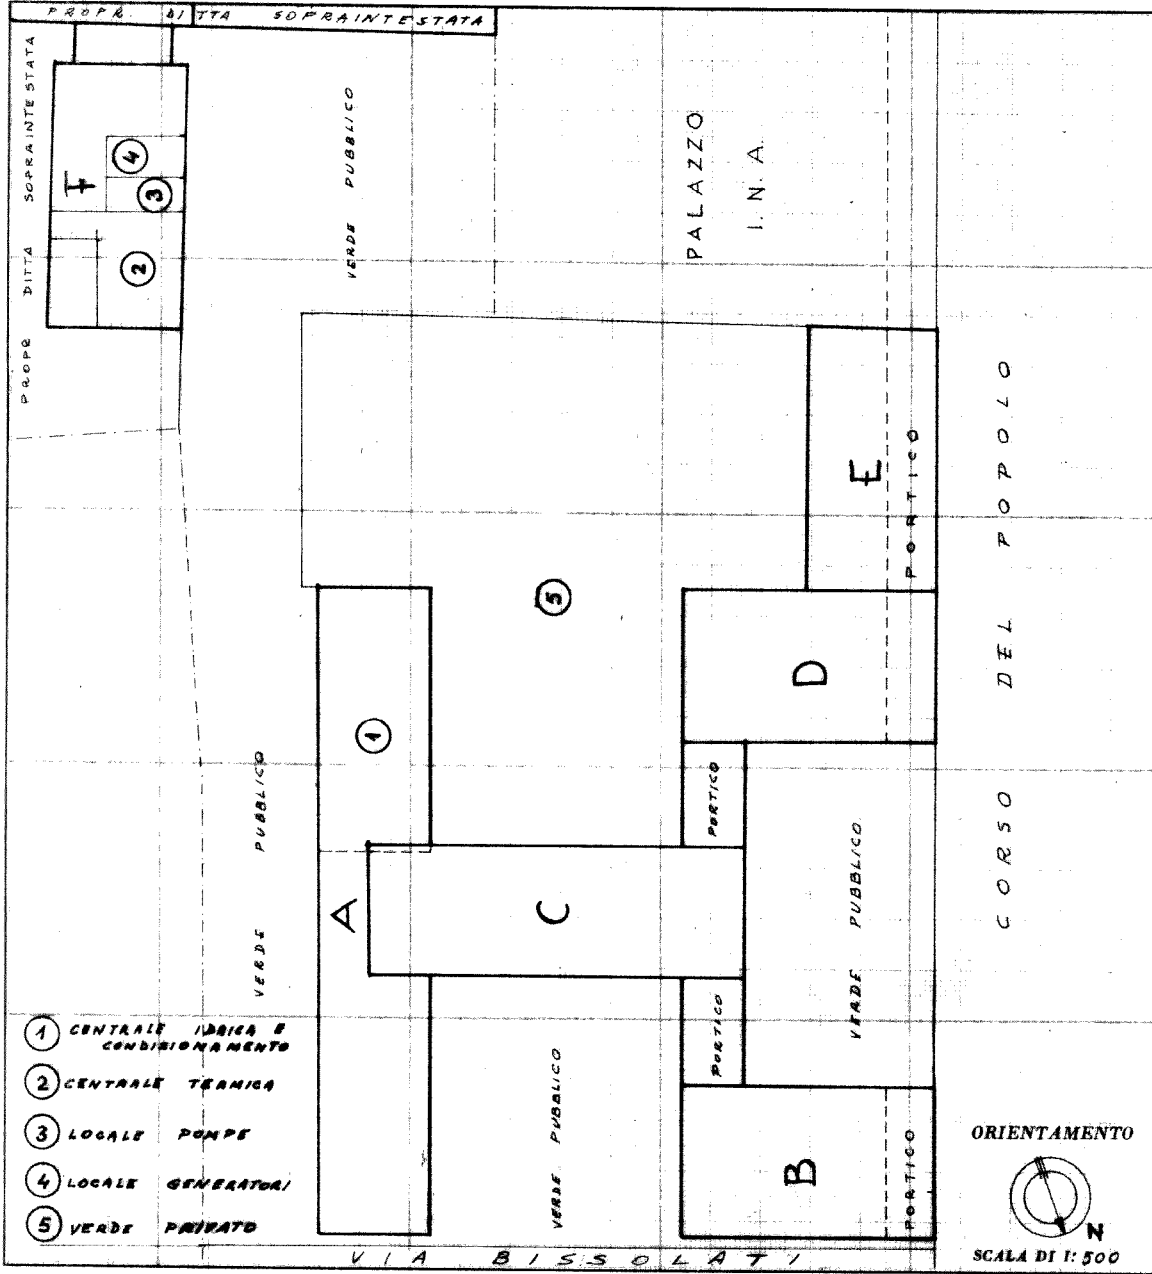 PROPR. DITTA SOPRAINTESTATA
PROPR DITTA SOPRAINTESTATA
F
4
3
2
VERDE PUBBLICO
PALAZZO
I. N. A.
E
PORTICO
5
D
1
PORTICO
VERDE PUBBLICO
A
C
VERDE PUBBLICO
PORTICO
VERDE PUBBLICO
B
PORTICO
CORSO DEL POPOLO
VIA BISSOLATI
1 CENTRALE IDRICA E
CONDIZIONAMENTO
2 CENTRALE TERMICA
3 LOCALE POMPE
4 LOCALE GENERATORI
5 VERDE PRIVATO
ORIENTAMENTO
N
SCALA DI 1:500